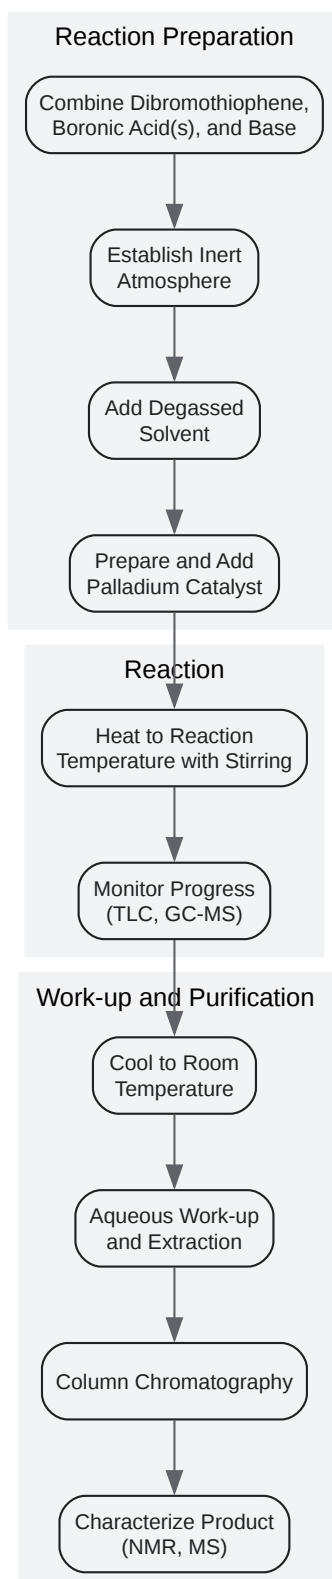 Reaction Preparation
Combine Dibromothiophene,
Boronic Acid(s), and Base
Establish Inert
Atmosphere
Add Degassed
Solvent
Prepare and Add
Palladium Catalyst
Reaction
Heat to Reaction
Temperature with Stirring
Monitor Progress
(TLC, GC-MS)
Work-up and Purification
Cool to Room
Temperature
Aqueous Work-up
and Extraction
Column Chromatography
Characterize Product
(NMR, MS)